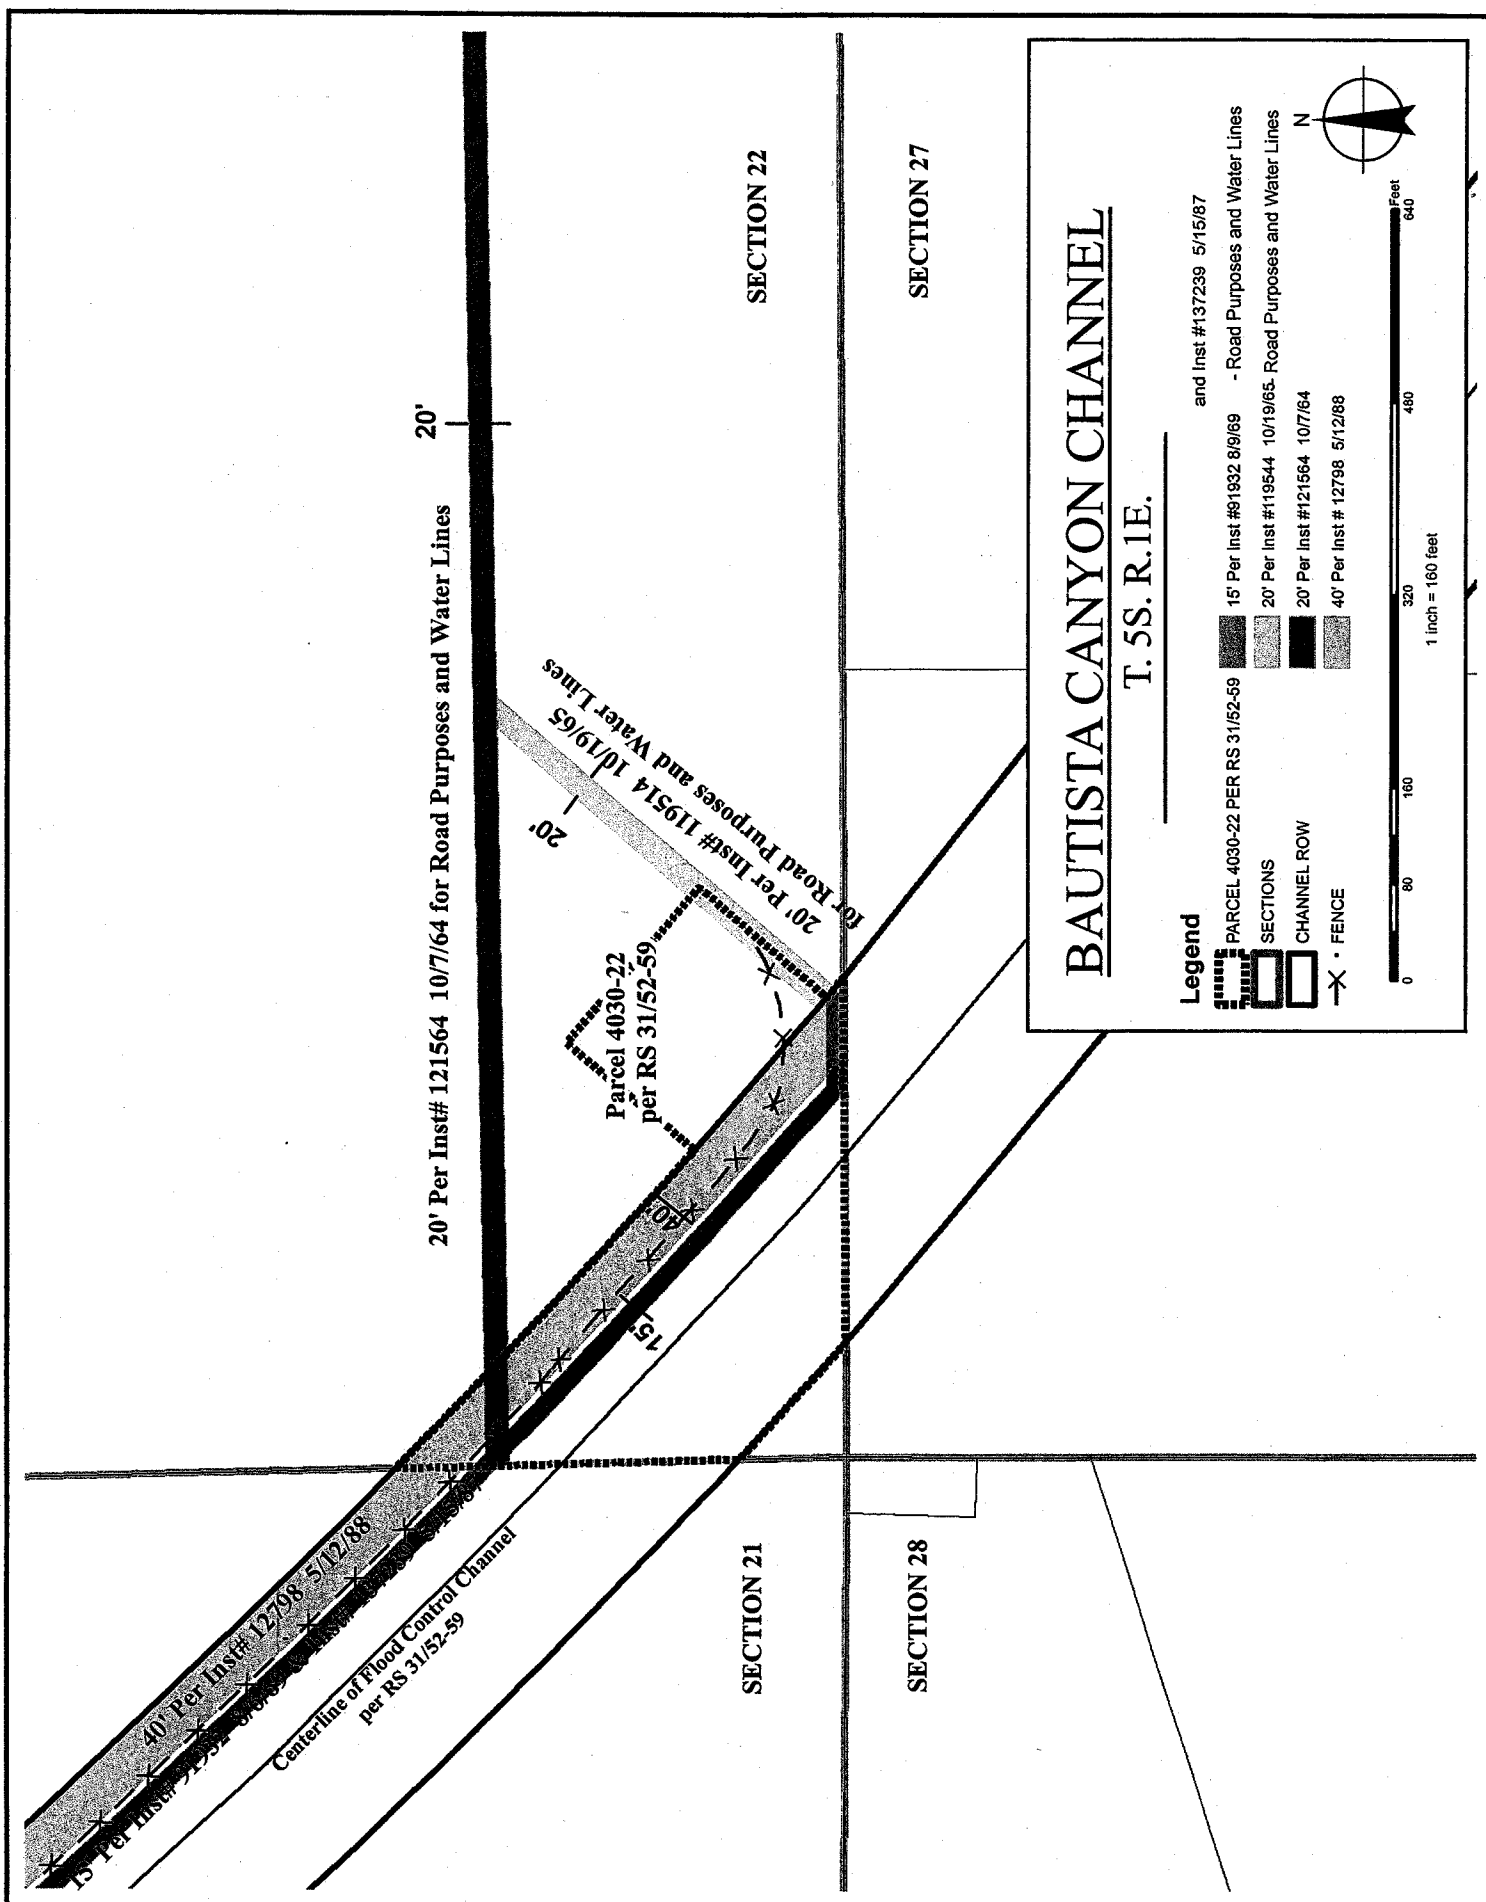 20' Per Inst# 121564 10/7/64 for Road Purposes and Water Lines
20'
40' Per Inst# 12798 5/12/88
15' Per Inst# 91932
Centerline of Flood Control Channel
per RS 31/52-59
40'
15'
Parcel 4030-22
per RS 31/52-59
20'
20' Per Inst# 119514 10/19/65
for Road Purposes and Water Lines
SECTION 21
SECTION 22
SECTION 28
SECTION 27
BAUTISTA CANYON CHANNEL
T. 5S. R.1E.
Legend
PARCEL 4030-22 PER RS 31/52-59
SECTIONS
CHANNEL ROW
FENCE
and Inst #137239 5/15/87
15' Per Inst #91932 8/9/69 - Road Purposes and Water Lines
20' Per Inst #119544 10/19/65- Road Purposes and Water Lines
20' Per Inst #121564 10/7/64
40' Per Inst # 12798 5/12/88
N
0 80 160 320 480 640
Feet
1 inch = 160 feet